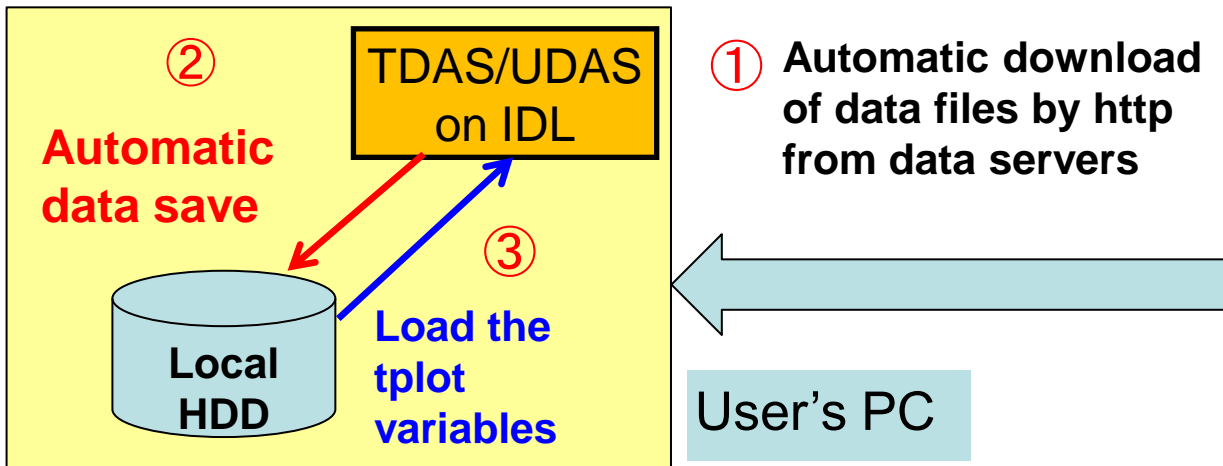 ②
TDAS/UDAS
on IDL
① Automatic download
of data files by http
from data servers
Automatic
data save
③
Load the
tplot
variables
Local
HDD
User’s PC